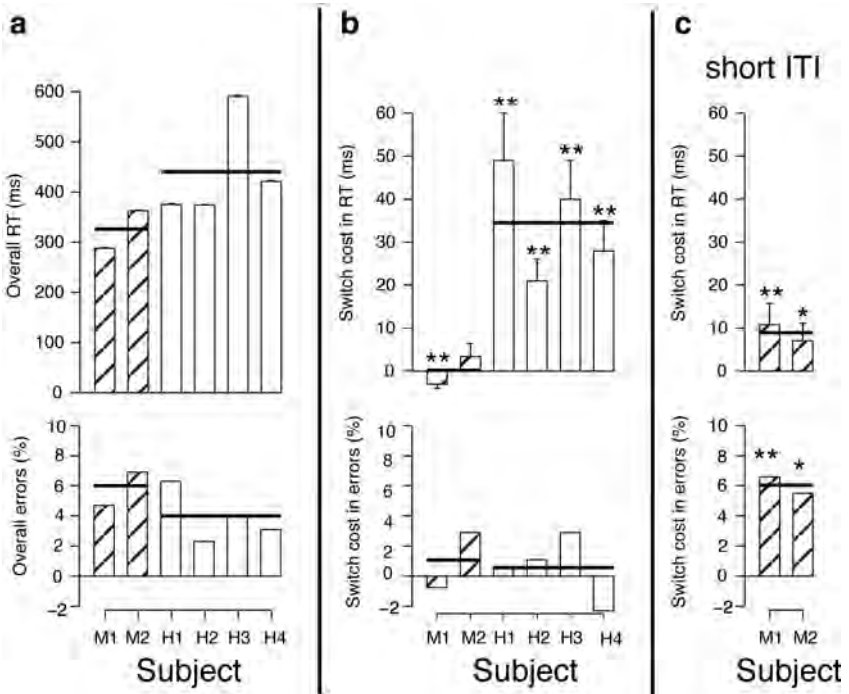 a
Overall RT (ms)
600
500
400
300
200
100
0
Overall errors (%)
10
8
6
4
2
0
−2
M1 M2 H1 H2 H3 H4
Subject
b
Switch cost in RT (ms)
60
50
40
30
20
10
0
** ** ** ** **
Switch cost in errors (%)
10
8
6
4
2
0
−2
M1 M2 H1 H2 H3 H4
Subject
c
short ITI
Switch cost in RT (ms)
60
50
40
30
20
10
0
** *
Switch cost in errors (%)
10
8
6
4
2
0
−2
** *
M1 M2
Subject